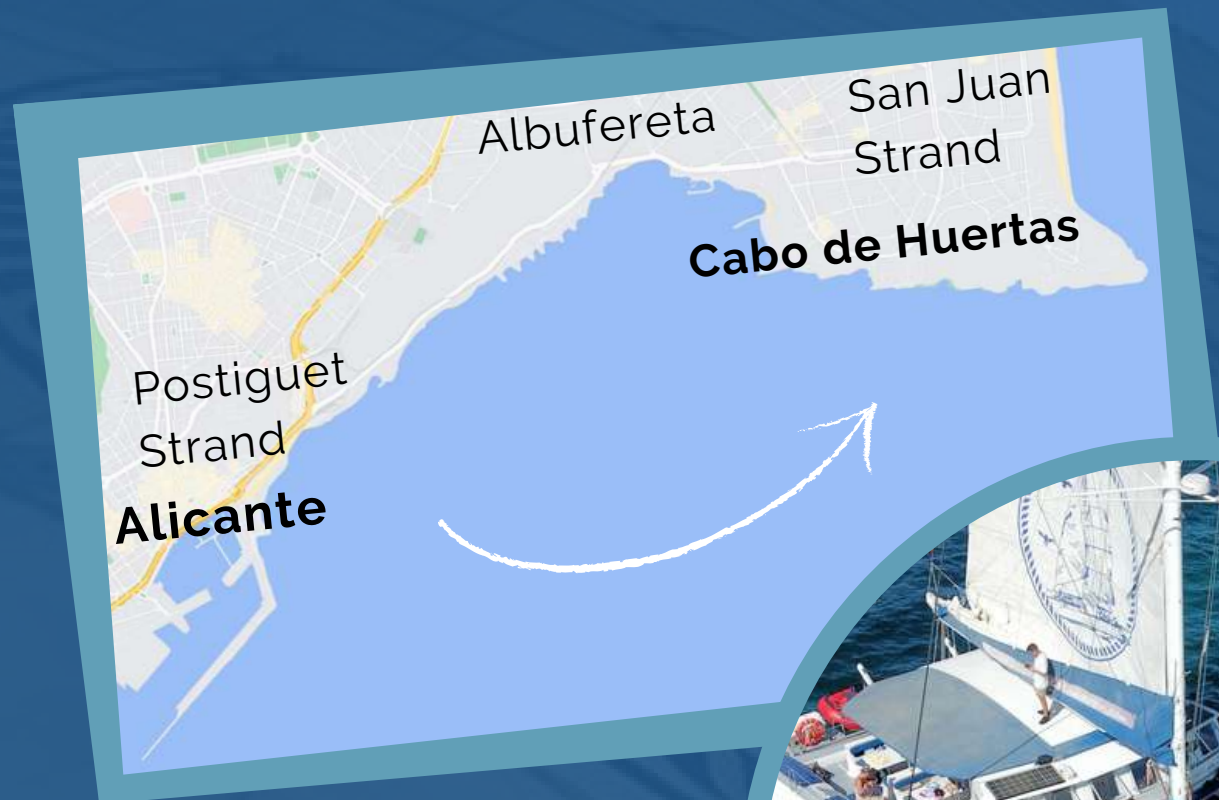 Albufereta
San Juan
Strand
Cabo de Huertas
Postiguet
Strand
Alicante